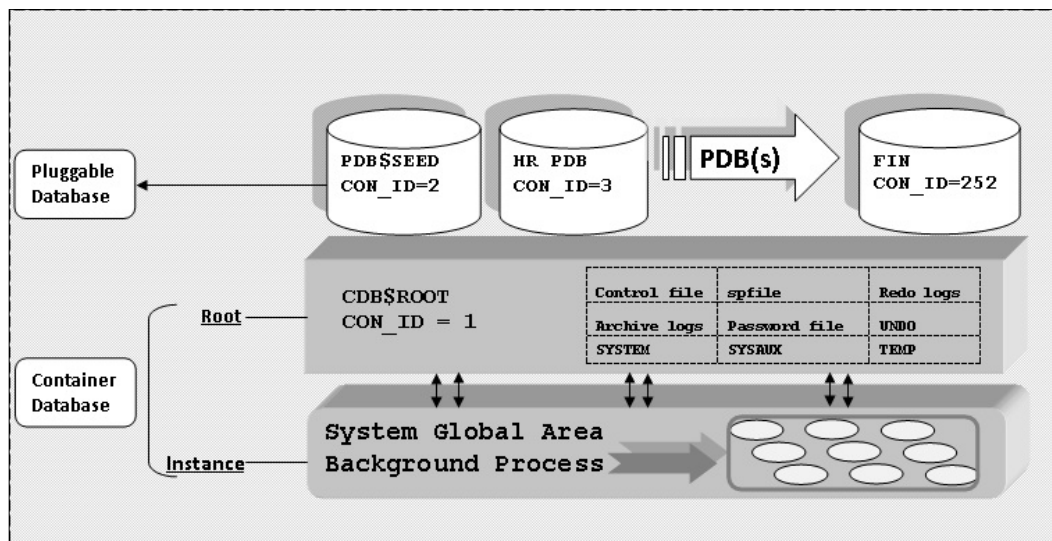 PDB$SEED
CON_ID=2
HR PDB
CON_ID=3
PDB(s)
FIN
CON_ID=252
Pluggable
Database
CDB$ROOT
CON_ID = 1
Control file spfile Redo logs
Archive logs Password file UNDO
SYSTEM SYSAUX TEMP
Root
Container
Database
System Global Area
Background Process
Instance